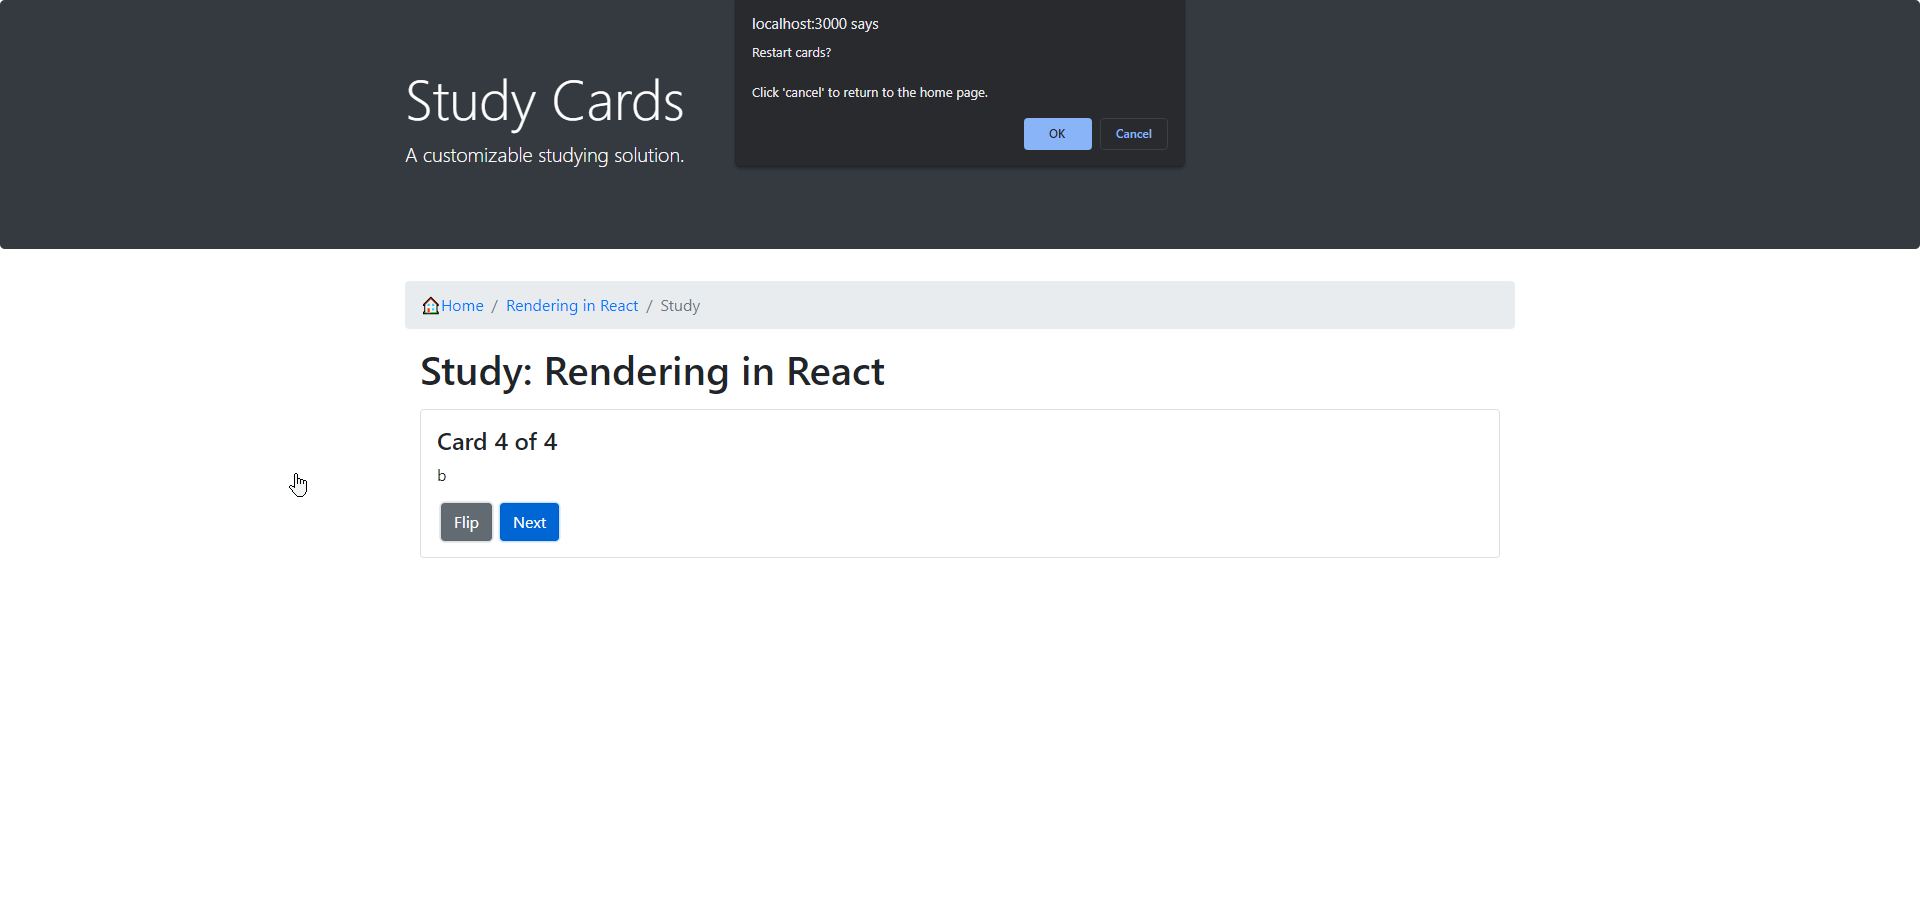 localhost:3000 says
Restart cards?
Click 'cancel' to return to the home page.
OK Cancel
Study Cards
A customizable studying solution.
Home / Rendering in React / Study
Study: Rendering in React
Card 4 of 4
b
Flip Next